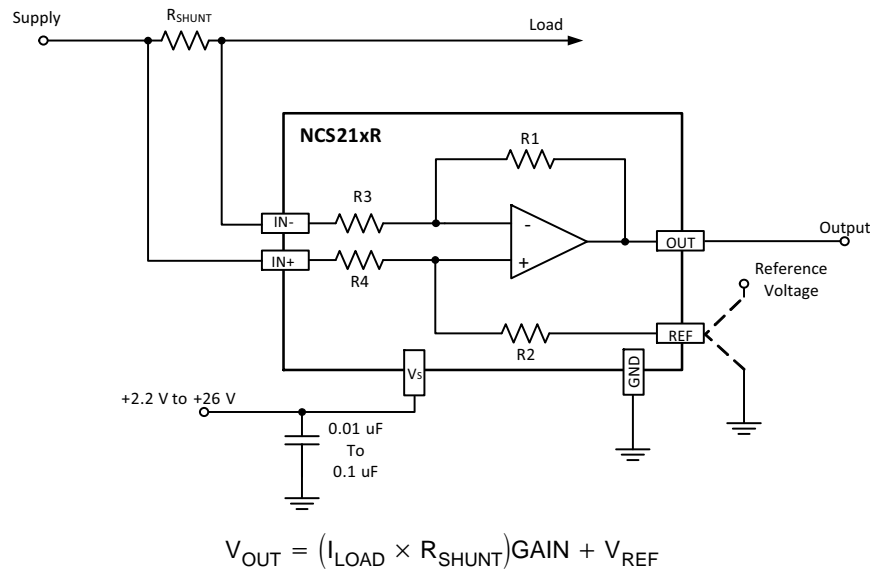 Supply
RSHUNT
Load
NCS21xR
R1
R3
IN-
-
OUT
Output
IN+
+
R4
Reference
Voltage
R2
REF
Vs
GND
+2.2 V to +26 V
0.01 uF
To
0.1 uF
VOUT = (ILOAD × RSHUNT)GAIN + VREF